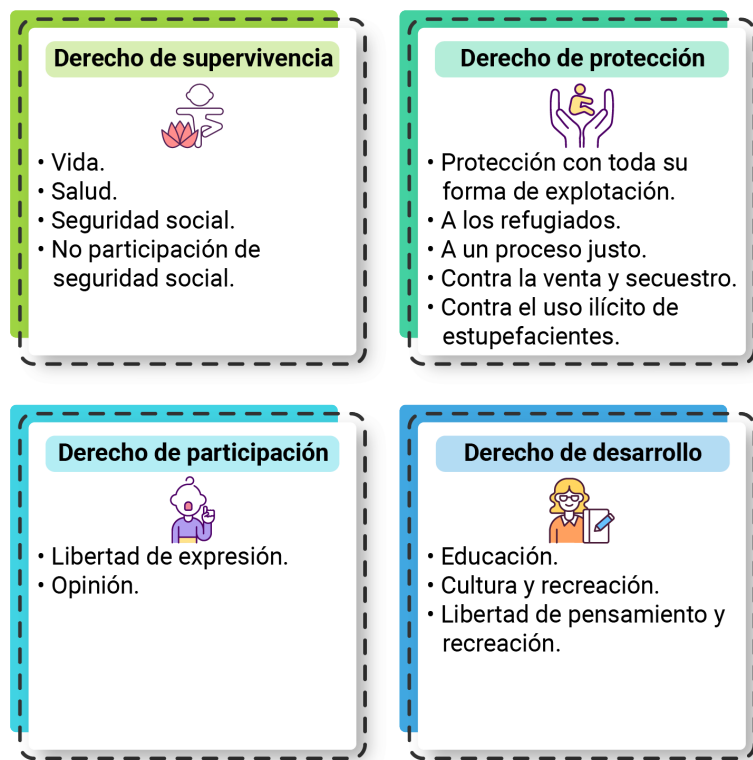 Derecho de supervivencia
• Vida.
• Salud.
• Seguridad social.
• No participación de
seguridad social.
Derecho de protección
• Protección con toda su
forma de explotación.
• A los refugiados.
• A un proceso justo.
• Contra la venta y secuestro.
• Contra el uso ilícito de
estupefacientes.
Derecho de participación
• Libertad de expresión.
• Opinión.
Derecho de desarrollo
• Educación.
• Cultura y recreación.
• Libertad de pensamiento y
recreación.